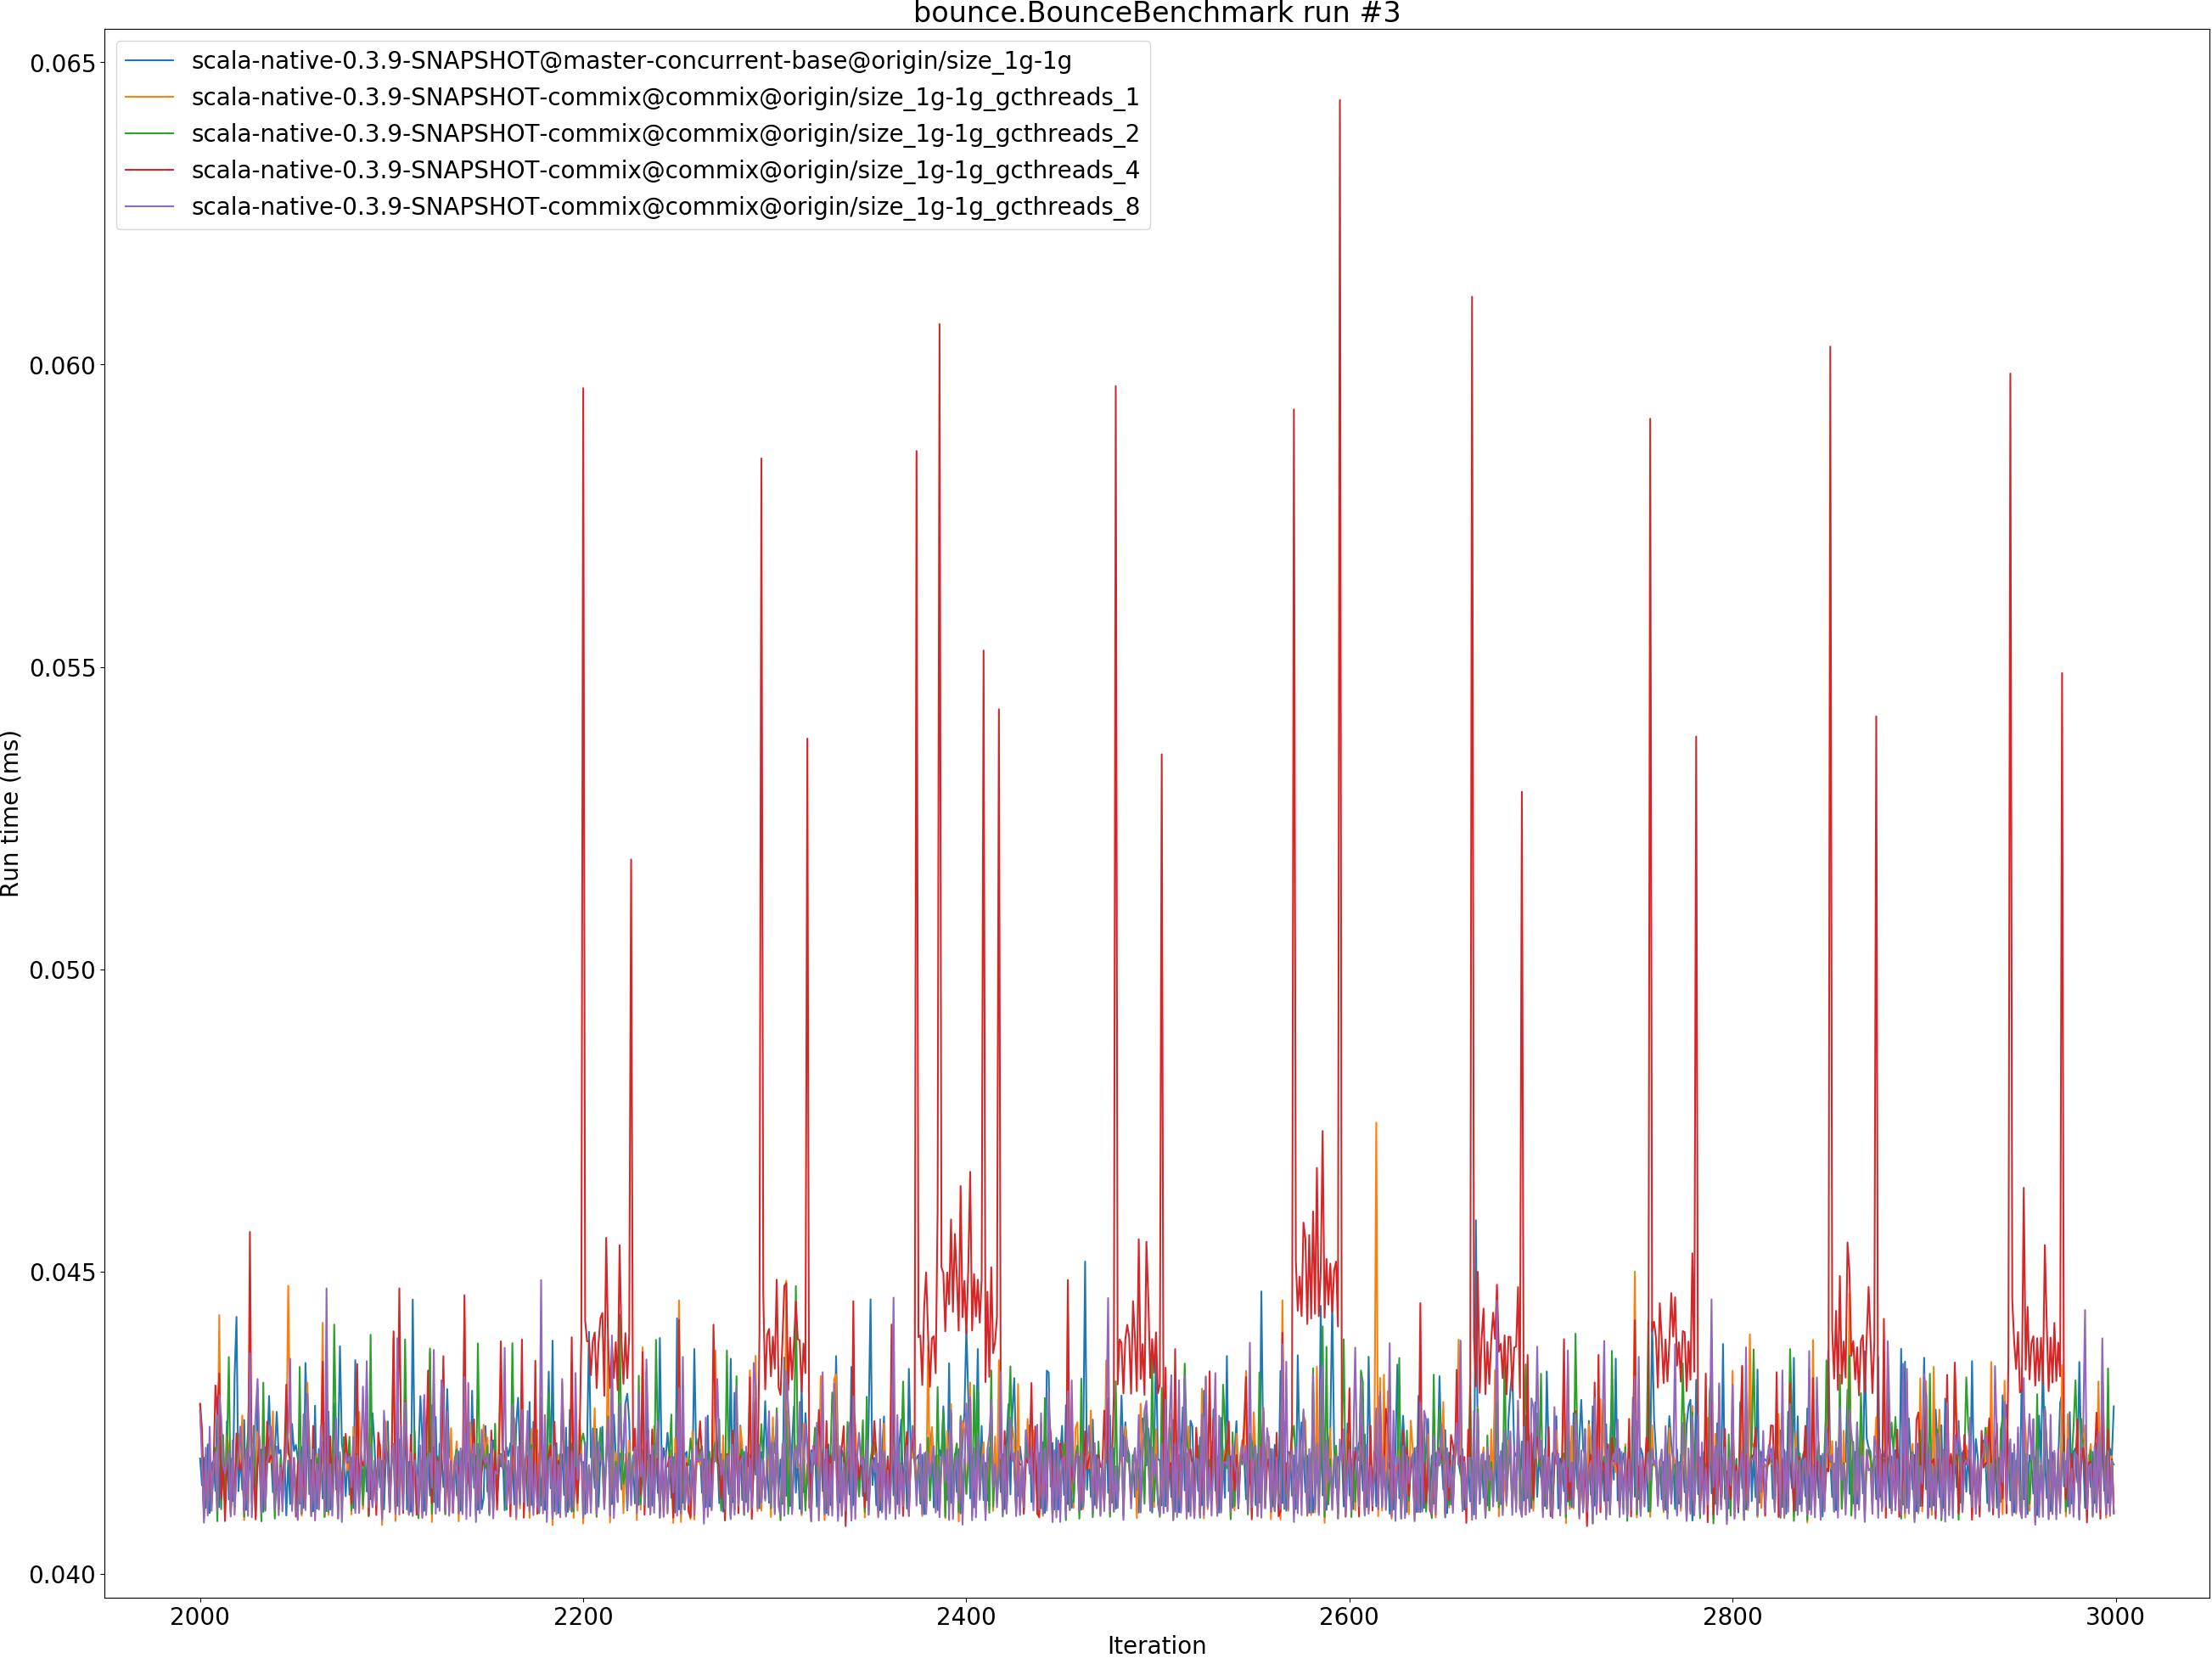 bounce.BounceBenchmark run #3
scala-native-0.3.9-SNAPSHOT@master-concurrent-base@origin/size_1g-1g
scala-native-0.3.9-SNAPSHOT-commix@commix@origin/size_1g-1g_gcthreads_1
scala-native-0.3.9-SNAPSHOT-commix@commix@origin/size_1g-1g_gcthreads_2
scala-native-0.3.9-SNAPSHOT-commix@commix@origin/size_1g-1g_gcthreads_4
scala-native-0.3.9-SNAPSHOT-commix@commix@origin/size_1g-1g_gcthreads_8
0.065
0.060
0.055
0.050
0.045
0.040
Run time (ms)
2000 2200 2400 2600 2800 3000
Iteration